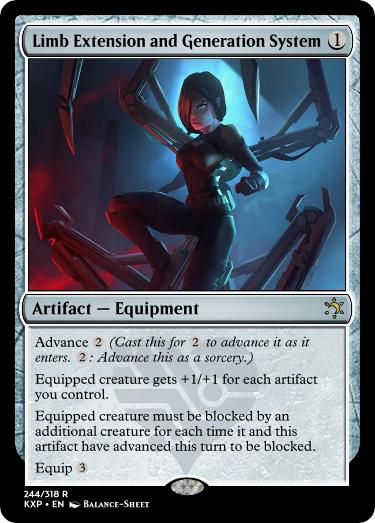 Limb Extension and Generation System 1
Artifact — Equipment
Advance 2 (Cast this for 2 to advance it as it
enters. 2: Advance this as a sorcery.)
Equipped creature gets +1/+1 for each artifact
you control.
Equipped creature must be blocked by an
additional creature for each time it and this
artifact have advanced this turn to be blocked.
Equip 3
244/318 R
KXP • EN Balance-Sheet